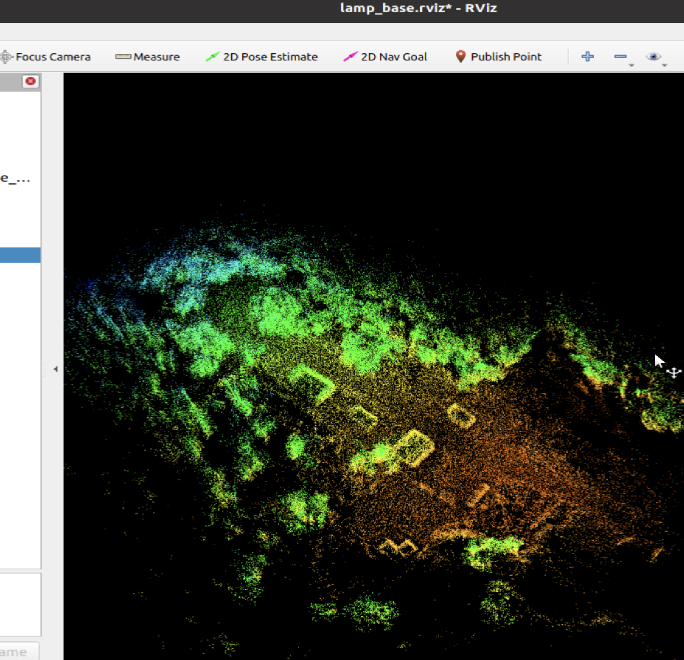 lamp_base.rviz* - RViz
Focus Camera Measure 2D Pose Estimate 2D Nav Goal Publish Point
e_...
ame